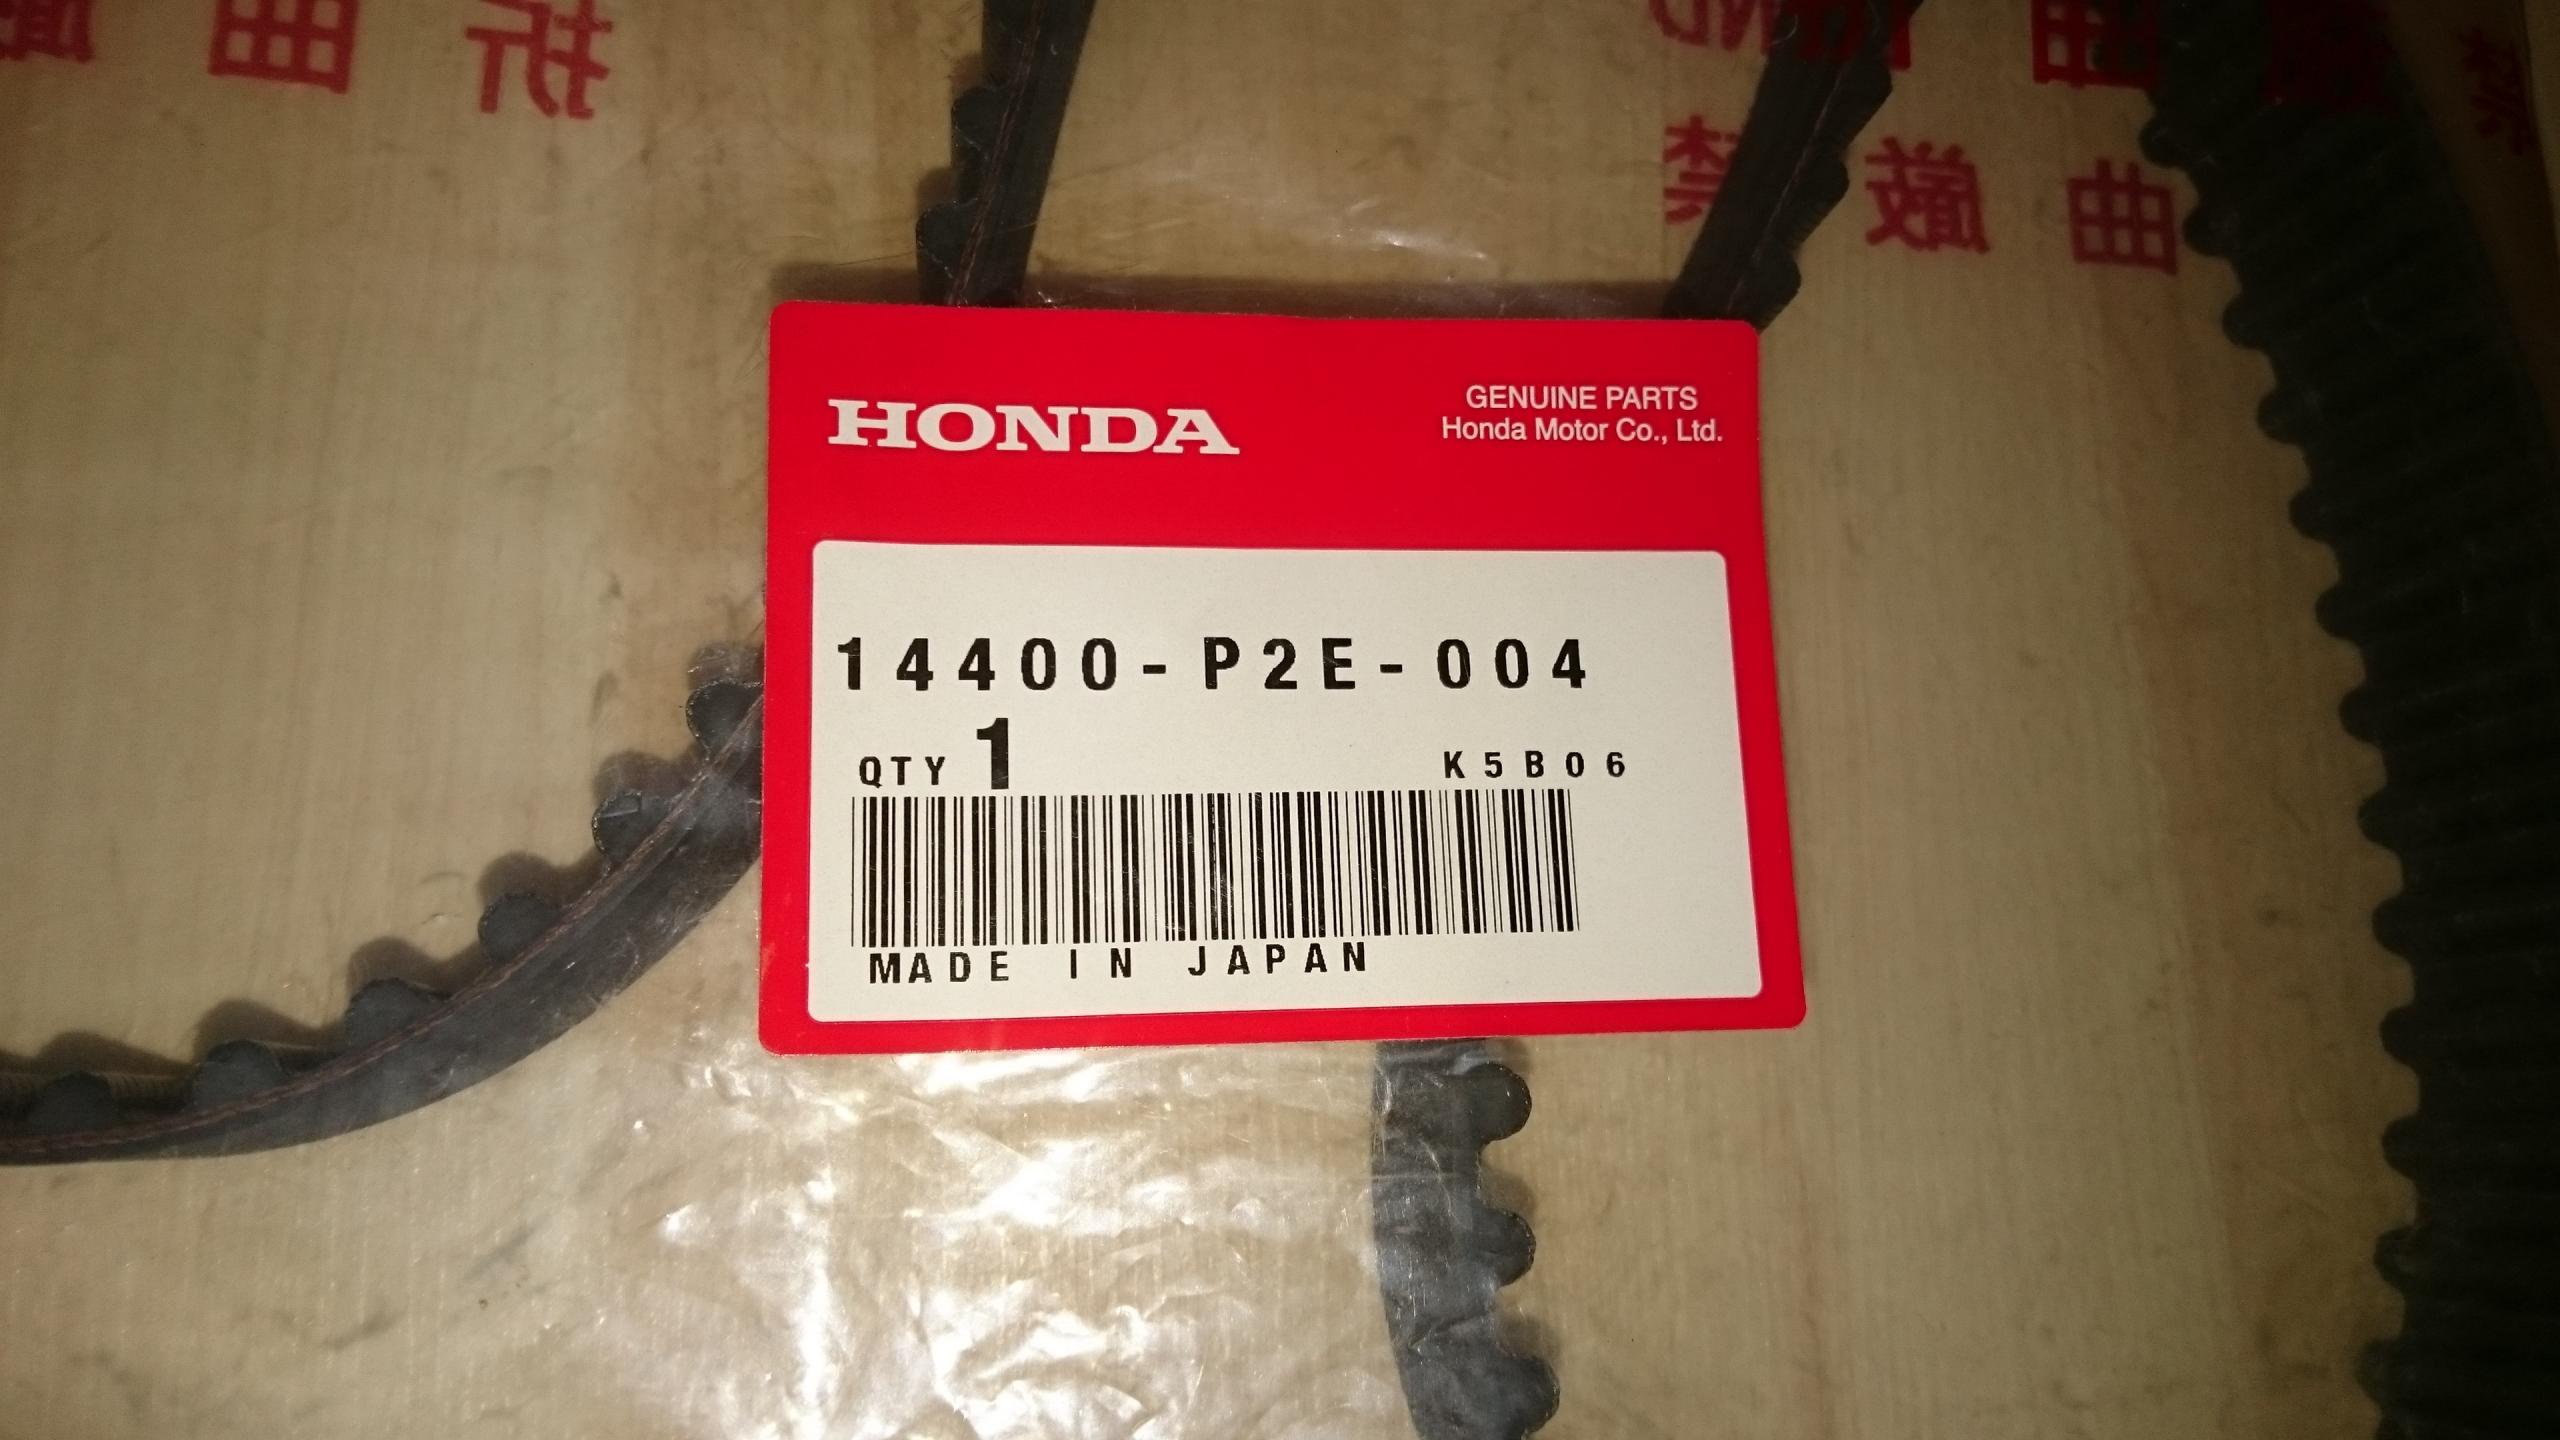 折 曲 厳
曲 厳 禁
HONDA
GENUINE PARTS
Honda Motor Co., Ltd.
14400-P2E-004
QTY 1
K5B06
MADE IN JAPAN